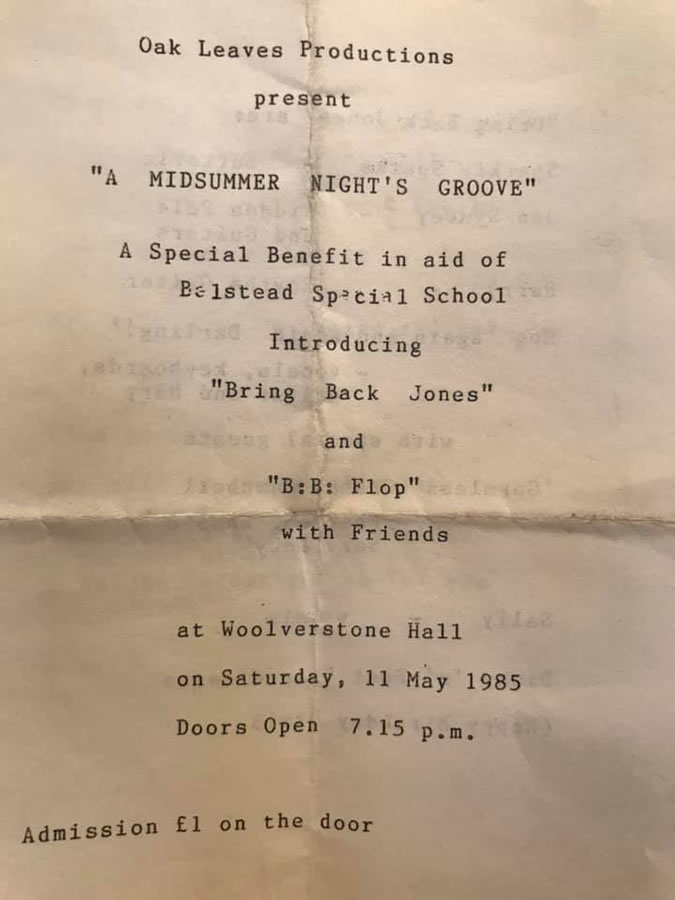 Oak Leaves Productions
present
"A MIDSUMMER NIGHT'S GROOVE"
A Special Benefit in aid of
Belstead Special School
Introducing
"Bring Back Jones"
and
"B:B: Flop"
with Friends
at Woolverstone Hall
on Saturday, 11 May 1985
Doors Open 7.15 p.m.
Admission £1 on the door